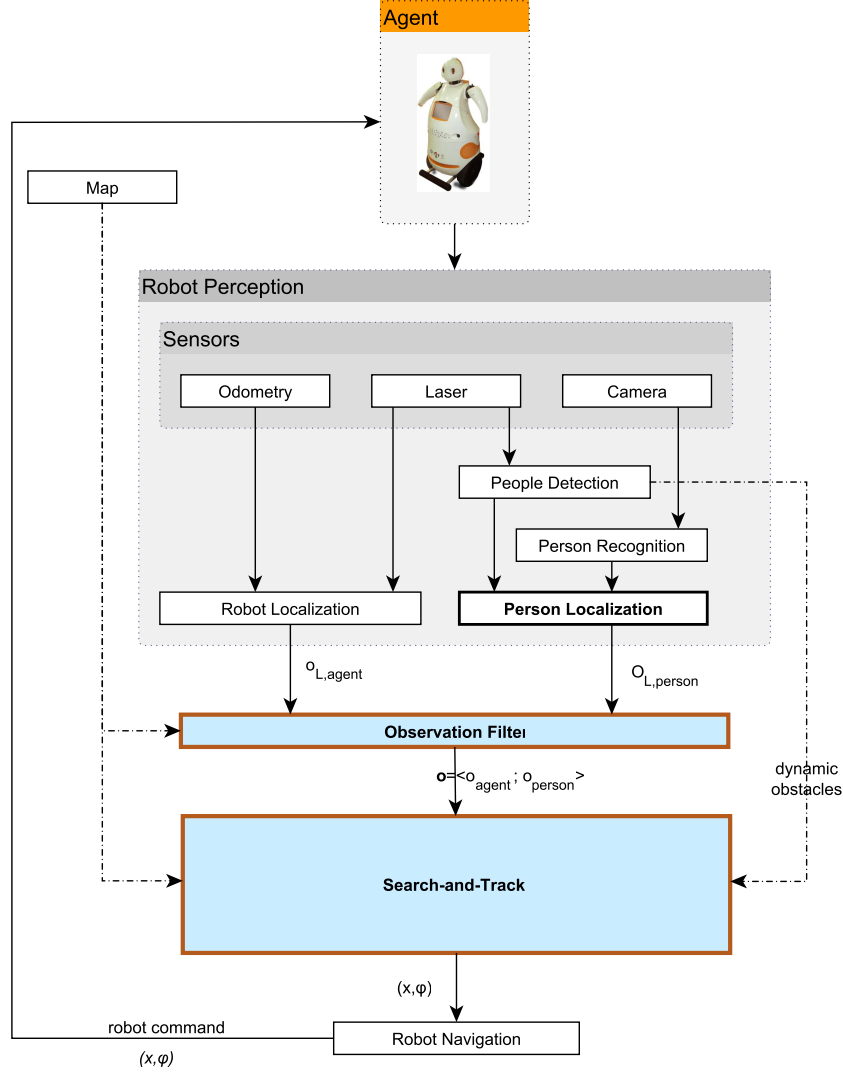 Agent
Map
Robot Perception
Sensors
Odometry
Laser
Camera
People Detection
Person Recognition
Robot Localization
Person Localization
oL,agent
OL,person
Observation Filter
o=<oagent ; operson>
dynamic
obstacles
Search-and-Track
(x,φ)
robot command
(x,φ)
Robot Navigation